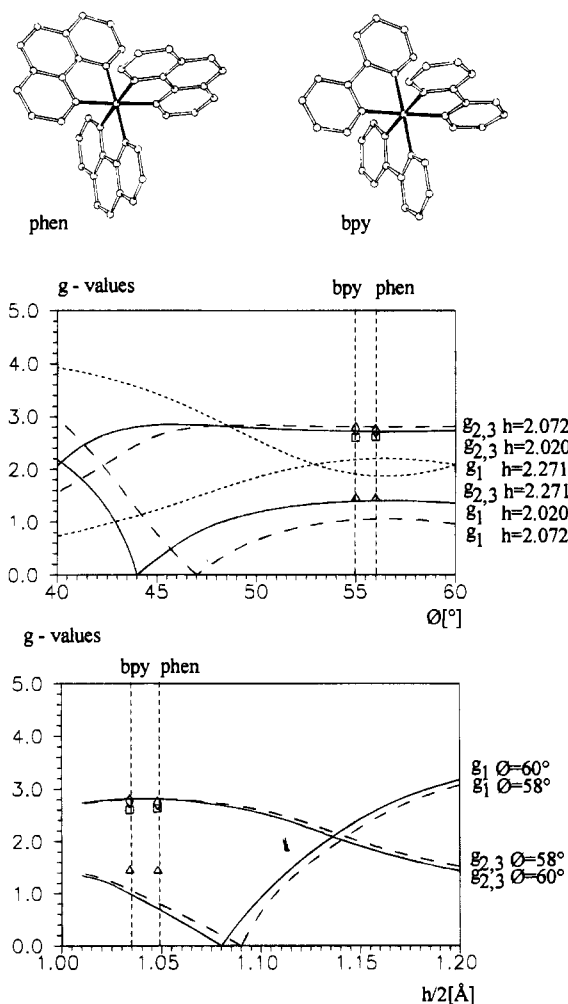 phen
bpy
g - values
bpy phen
5.0
4.0
3.0
2.0
1.0
0.0
g2,3 h=2.072
g2,3 h=2.020
g1 h=2.271
g2,3 h=2.271
g1 h=2.020
g1 h=2.072
40 45 50 55 60
Ø[°]
g - values
bpy phen
5.0
4.0
3.0
2.0
1.0
0.0
g1 Ø=60°
g1 Ø=58°
g2,3 Ø=58°
g2,3 Ø=60°
1.00 1.05 1.10 1.15 1.20
h/2[Å]